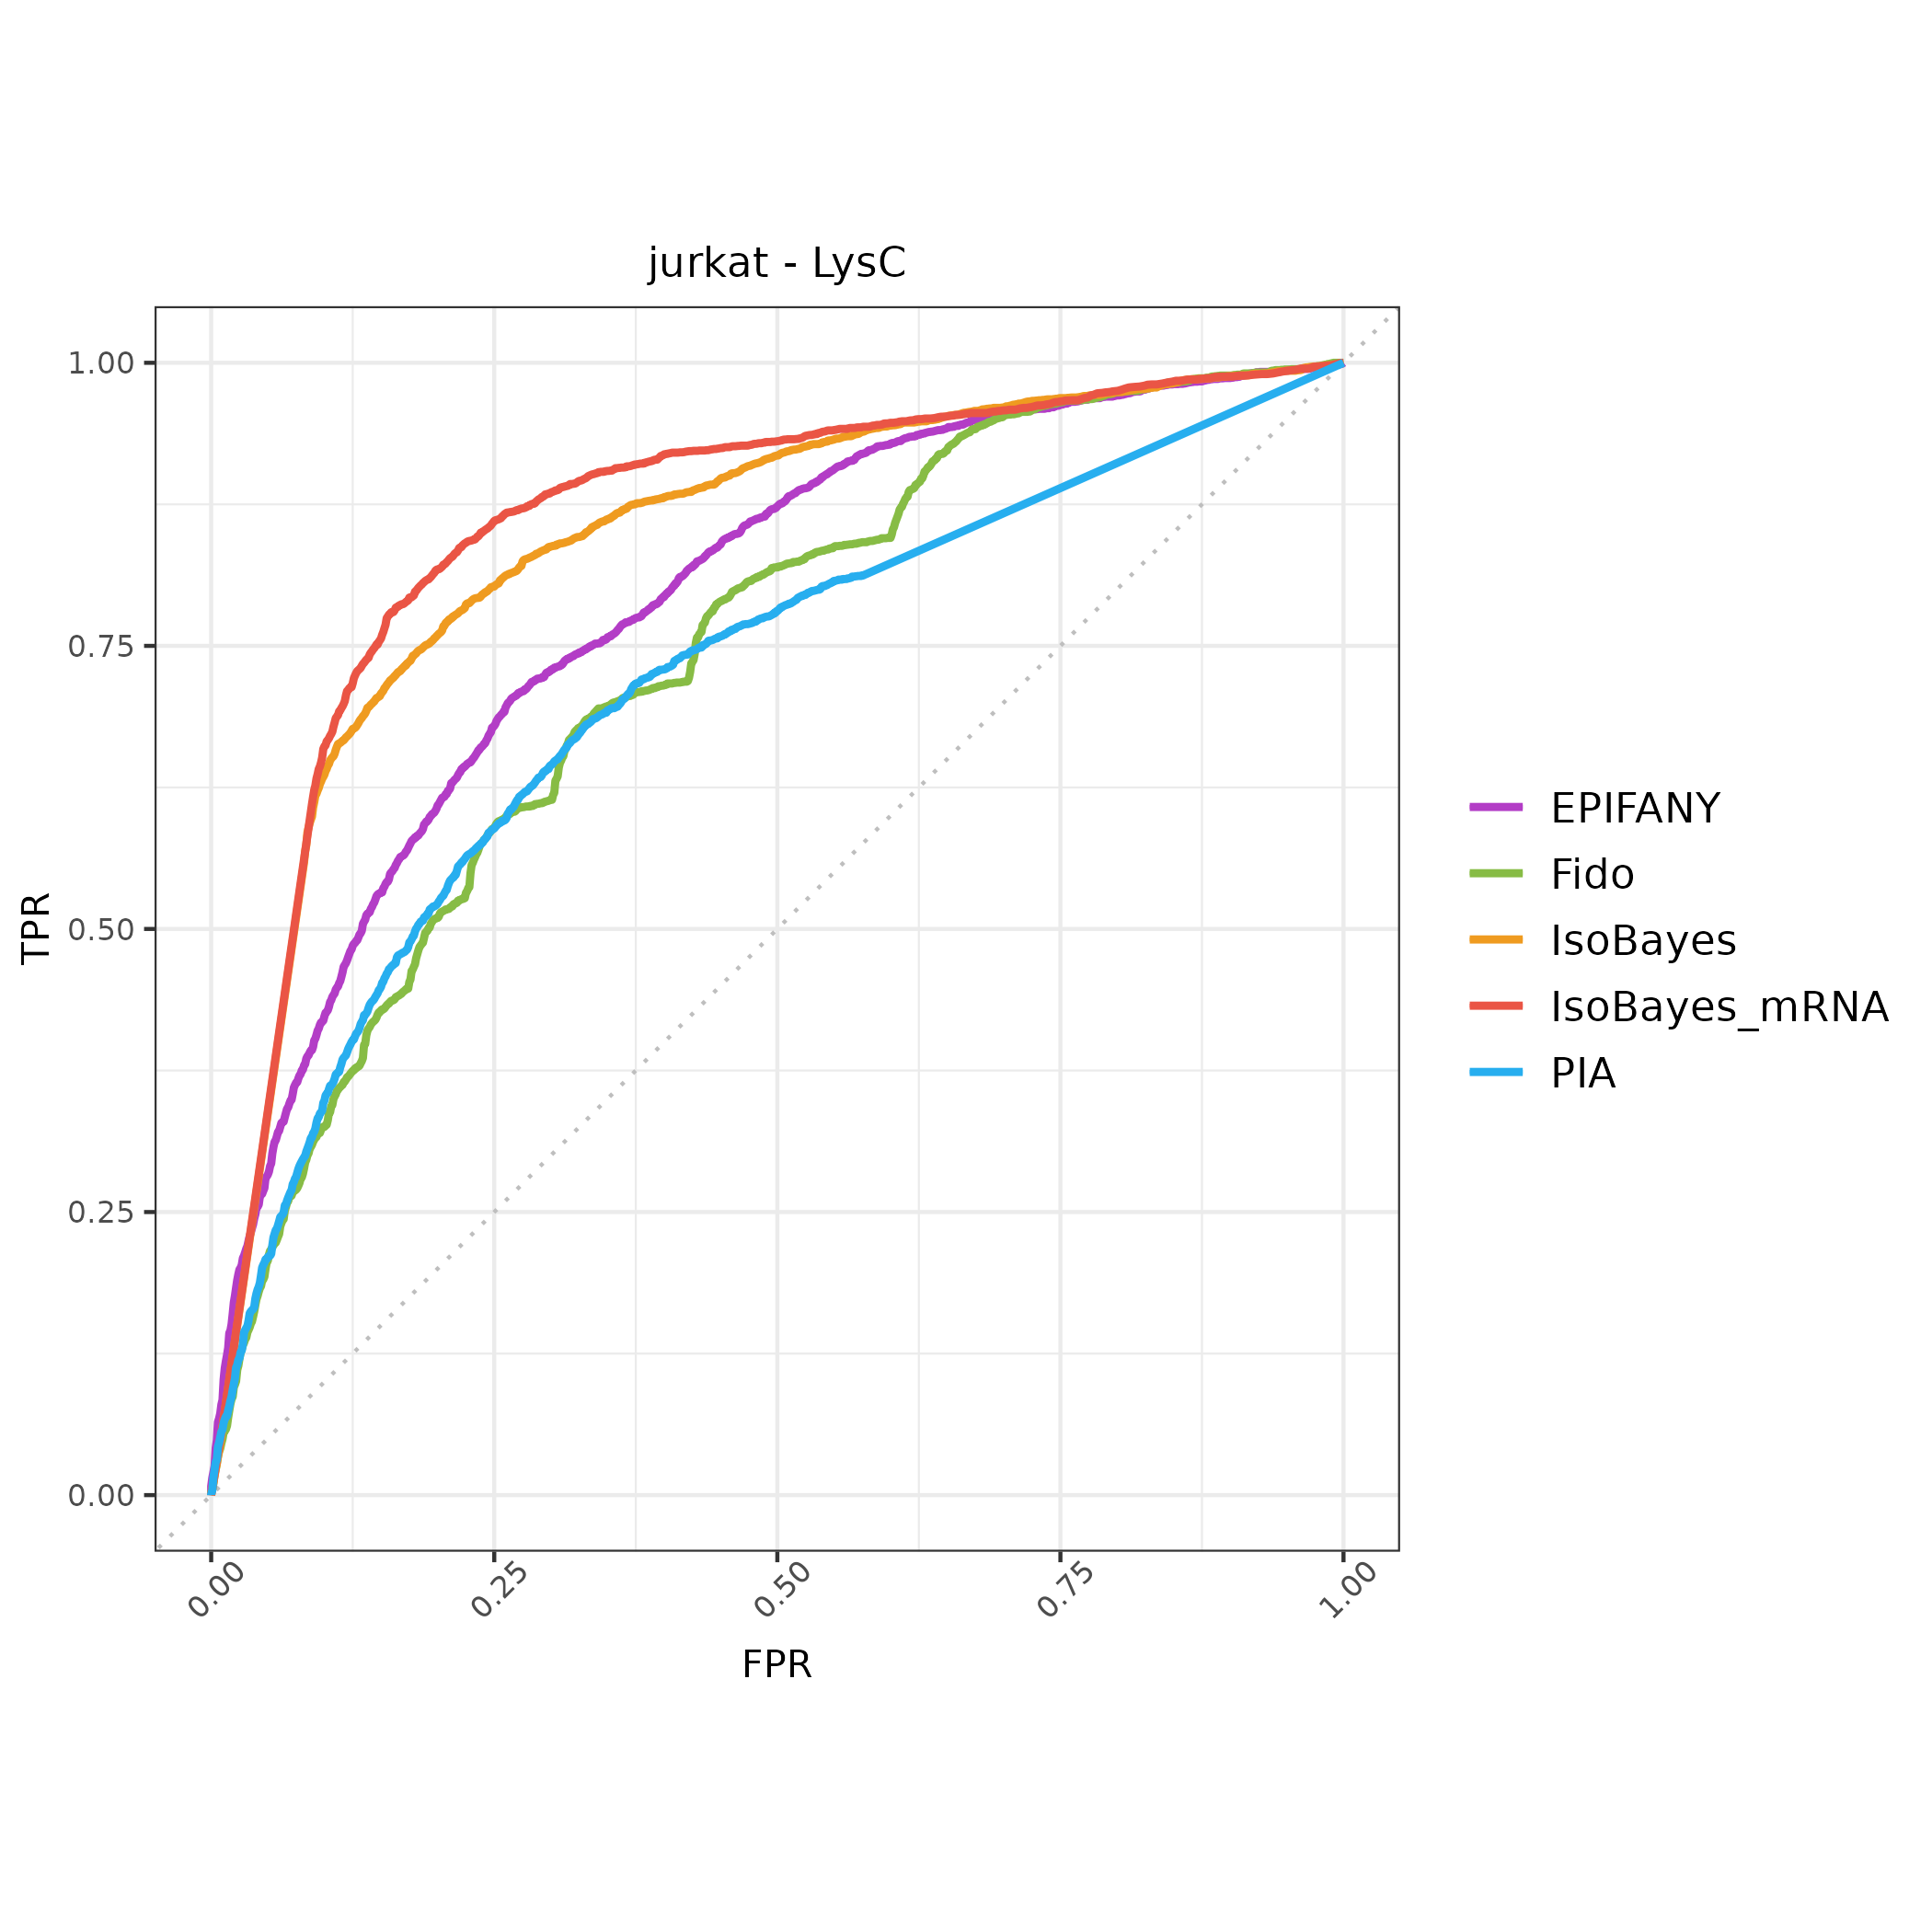 jurkat - LysC
1.00
0.75
0.50
0.25
0.00
TPR
0.00
0.25
0.50
0.75
1.00
FPR
EPIFANY
Fido
IsoBayes
IsoBayes_mRNA
PIA